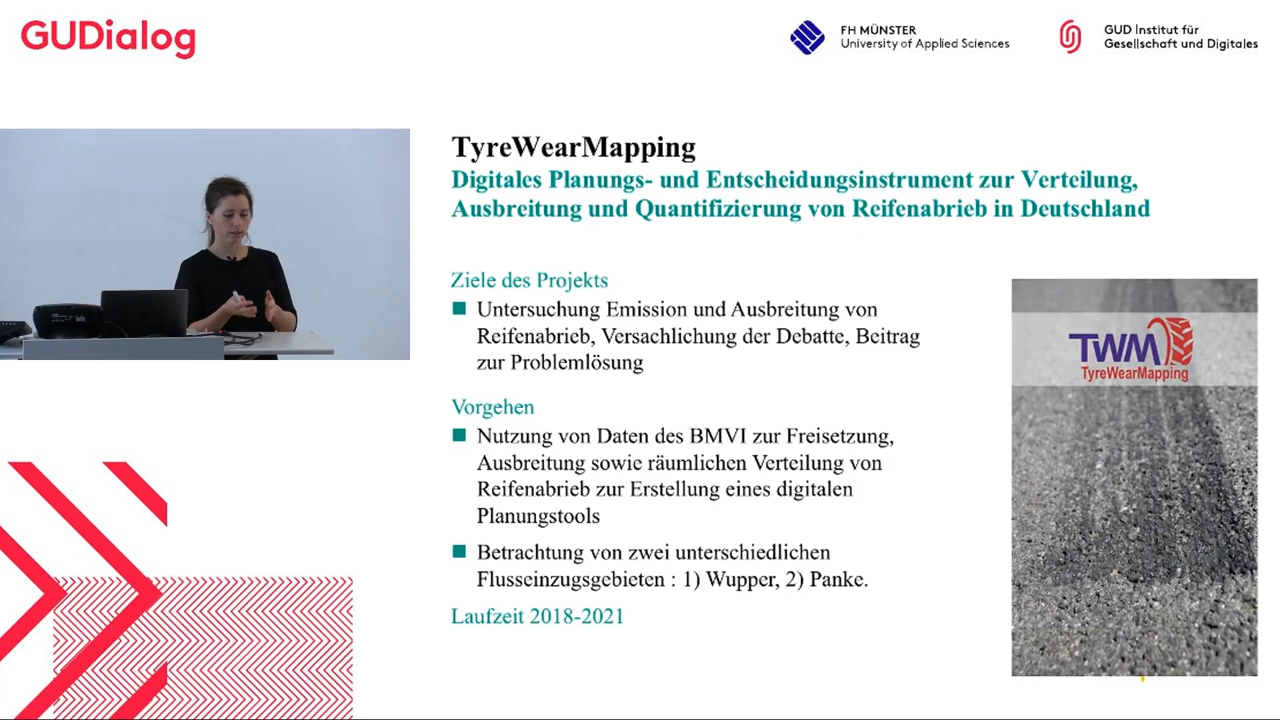 GUDialog
FH MÜNSTER
University of Applied Sciences
GUD Institut für
Gesellschaft und Digitales
TyreWearMapping
Digitales Planungs- und Entscheidungsinstrument zur Verteilung,
Ausbreitung und Quantifizierung von Reifenabrieb in Deutschland
Ziele des Projekts
Untersuchung Emission und Ausbreitung von
Reifenabrieb, Versachlichung der Debatte, Beitrag
zur Problemlösung
Vorgehen
Nutzung von Daten des BMVI zur Freisetzung,
Ausbreitung sowie räumlichen Verteilung von
Reifenabrieb zur Erstellung eines digitalen
Planungstools
Betrachtung von zwei unterschiedlichen
Flusseinzugsgebieten : 1) Wupper, 2) Panke.
Laufzeit 2018-2021
TWM
TyreWearMapping